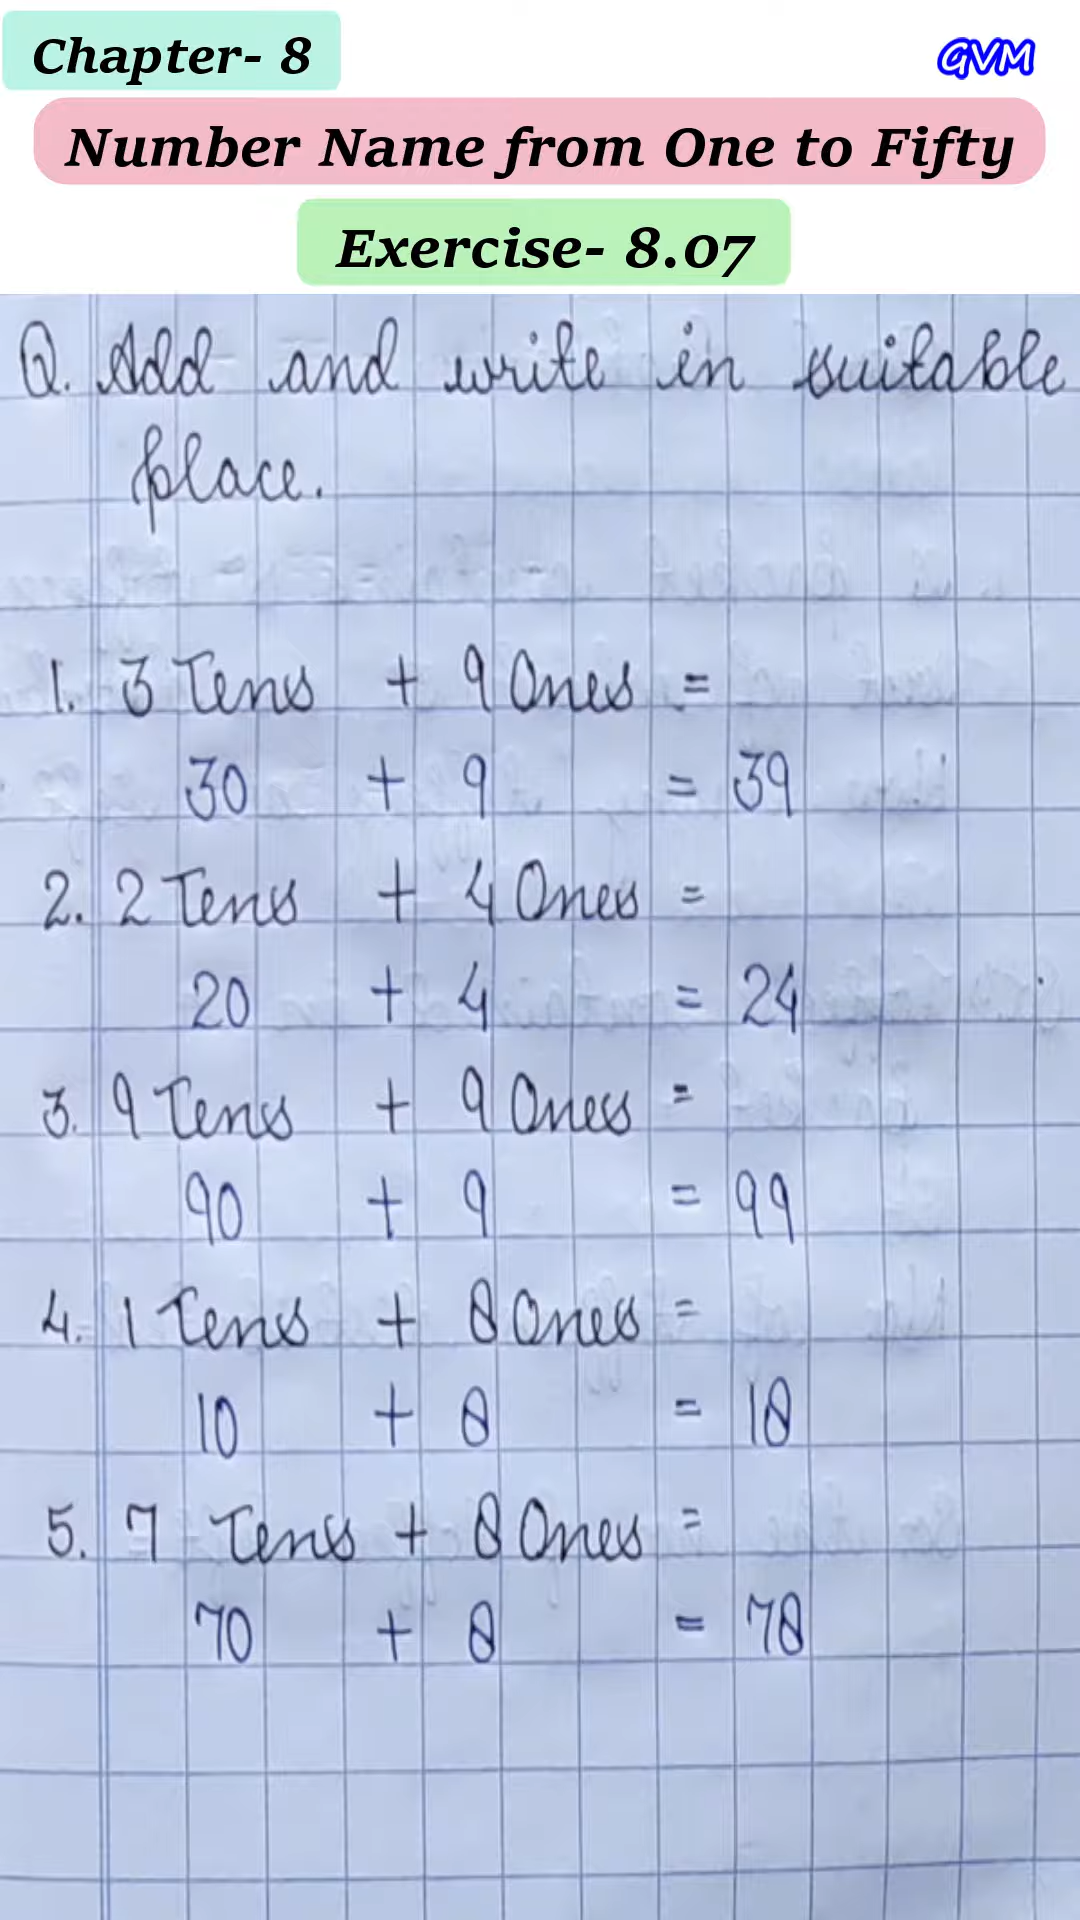 Chapter- 8
GVM
Number Name from One to Fifty
Exercise- 8.07
Q. Add and write in suitable
place.
1. 3 Tens + 9 Ones =
30 + 9 = 39
2. 2 Tens + 4 Ones =
20 + 4 = 24
3. 9 Tens + 9 Ones =
90 + 9 = 99
4. 1 Tens + 8 Ones =
10 + 8 = 18
5. 7 Tens + 8 Ones =
70 + 8 = 78